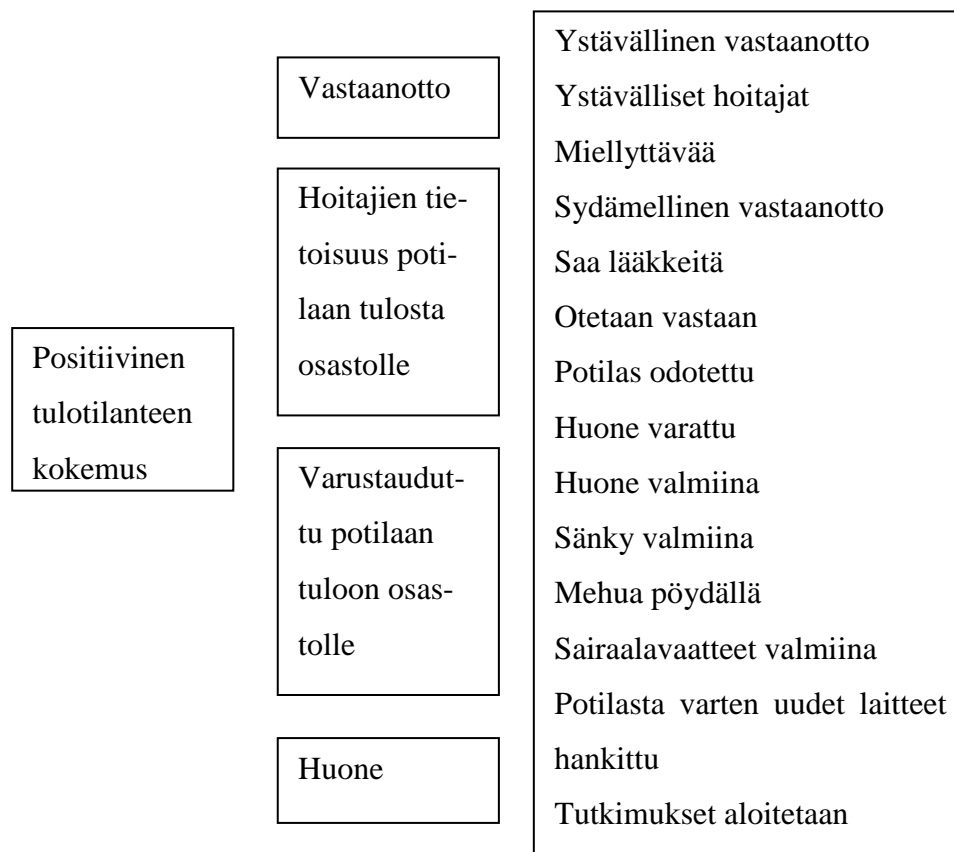 Positiivinen
tulotilanteen
kokemus
Vastaanotto
Hoitajien tie-
toisuus poti-
laan tulosta
osastolle
Varustaudut-
tu potilaan
tuloon osas-
tolle
Huone
Ystävällinen vastaanotto
Ystävälliset hoitajat
Miellyttävää
Sydämellinen vastaanotto
Saa lääkkeitä
Otetaan vastaan
Potilas odotettu
Huone varattu
Huone valmiina
Sänky valmiina
Mehua pöydällä
Sairaalavaatteet valmiina
Potilasta varten uudet laitteet
hankittu
Tutkimukset aloitetaan